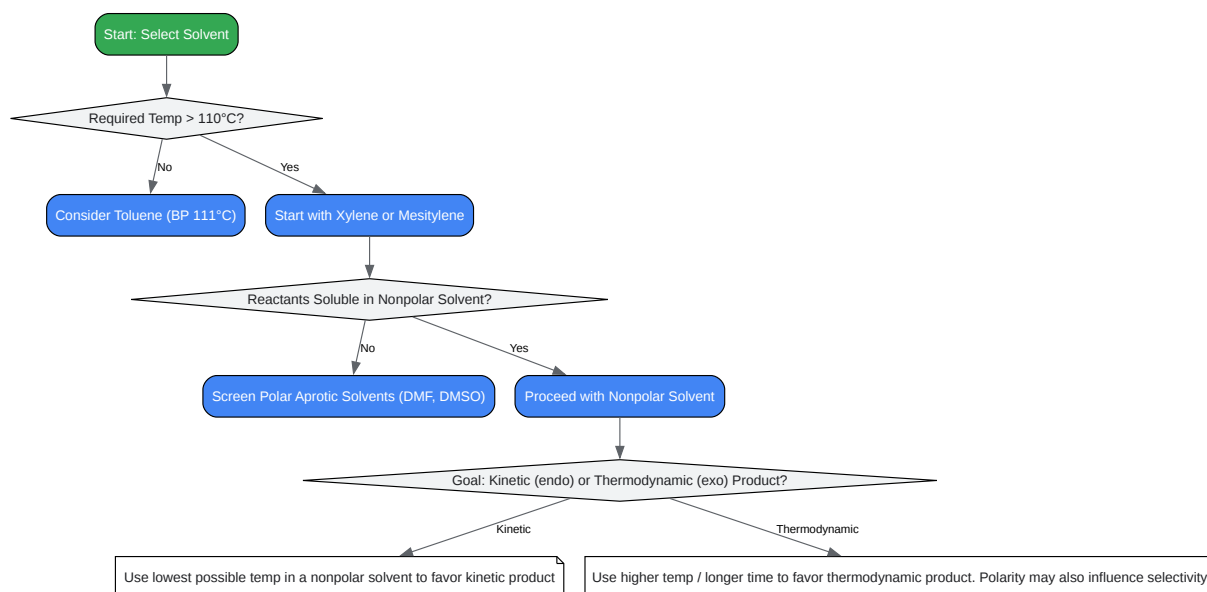 Start: Select Solvent
Required Temp > 110°C?
No
Yes
Consider Toluene (BP 111°C)
Start with Xylene or Mesitylene
Reactants Soluble in Nonpolar Solvent?
No
Yes
Screen Polar Aprotic Solvents (DMF, DMSO)
Proceed with Nonpolar Solvent
Goal: Kinetic (endo) or Thermodynamic (exo) Product?
Kinetic
Thermodynamic
Use lowest possible temp in a nonpolar solvent to favor kinetic product
Use higher temp / longer time to favor thermodynamic product. Polarity may also influence selectivity